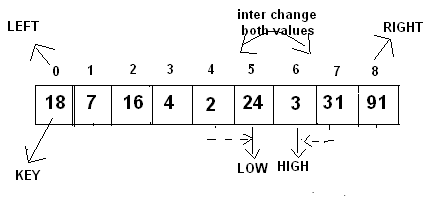 inter change
both values
LEFT
RIGHT
0 1 2 3 4 5 6 7 8
18 7 16 4 2 24 3 31 91
LOW HIGH
KEY